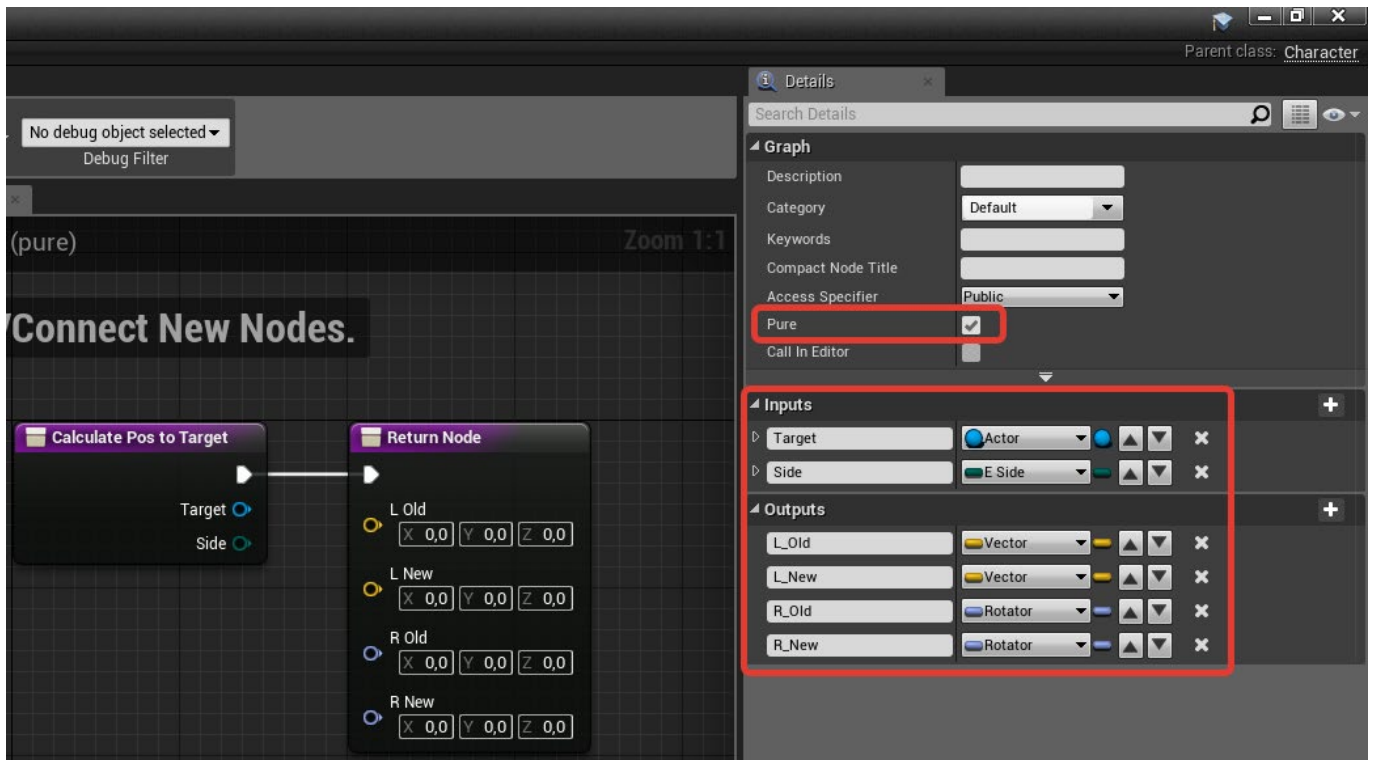 Parent class: Character
Details
Search Details
No debug object selected
Debug Filter
Graph
Description
Category Default
Keywords
Compact Node Title
Access Specifier Public
Pure
Call In Editor
(pure)
Zoom 1:1
/Connect New Nodes.
Calculate Pos to Target
Target
Side
Return Node
L Old
X 0,0 Y 0,0 Z 0,0
L New
X 0,0 Y 0,0 Z 0,0
R Old
X 0,0 Y 0,0 Z 0,0
R New
X 0,0 Y 0,0 Z 0,0
Inputs
Target Actor
Side E Side
Outputs
L_Old Vector
L_New Vector
R_Old Rotator
R_New Rotator